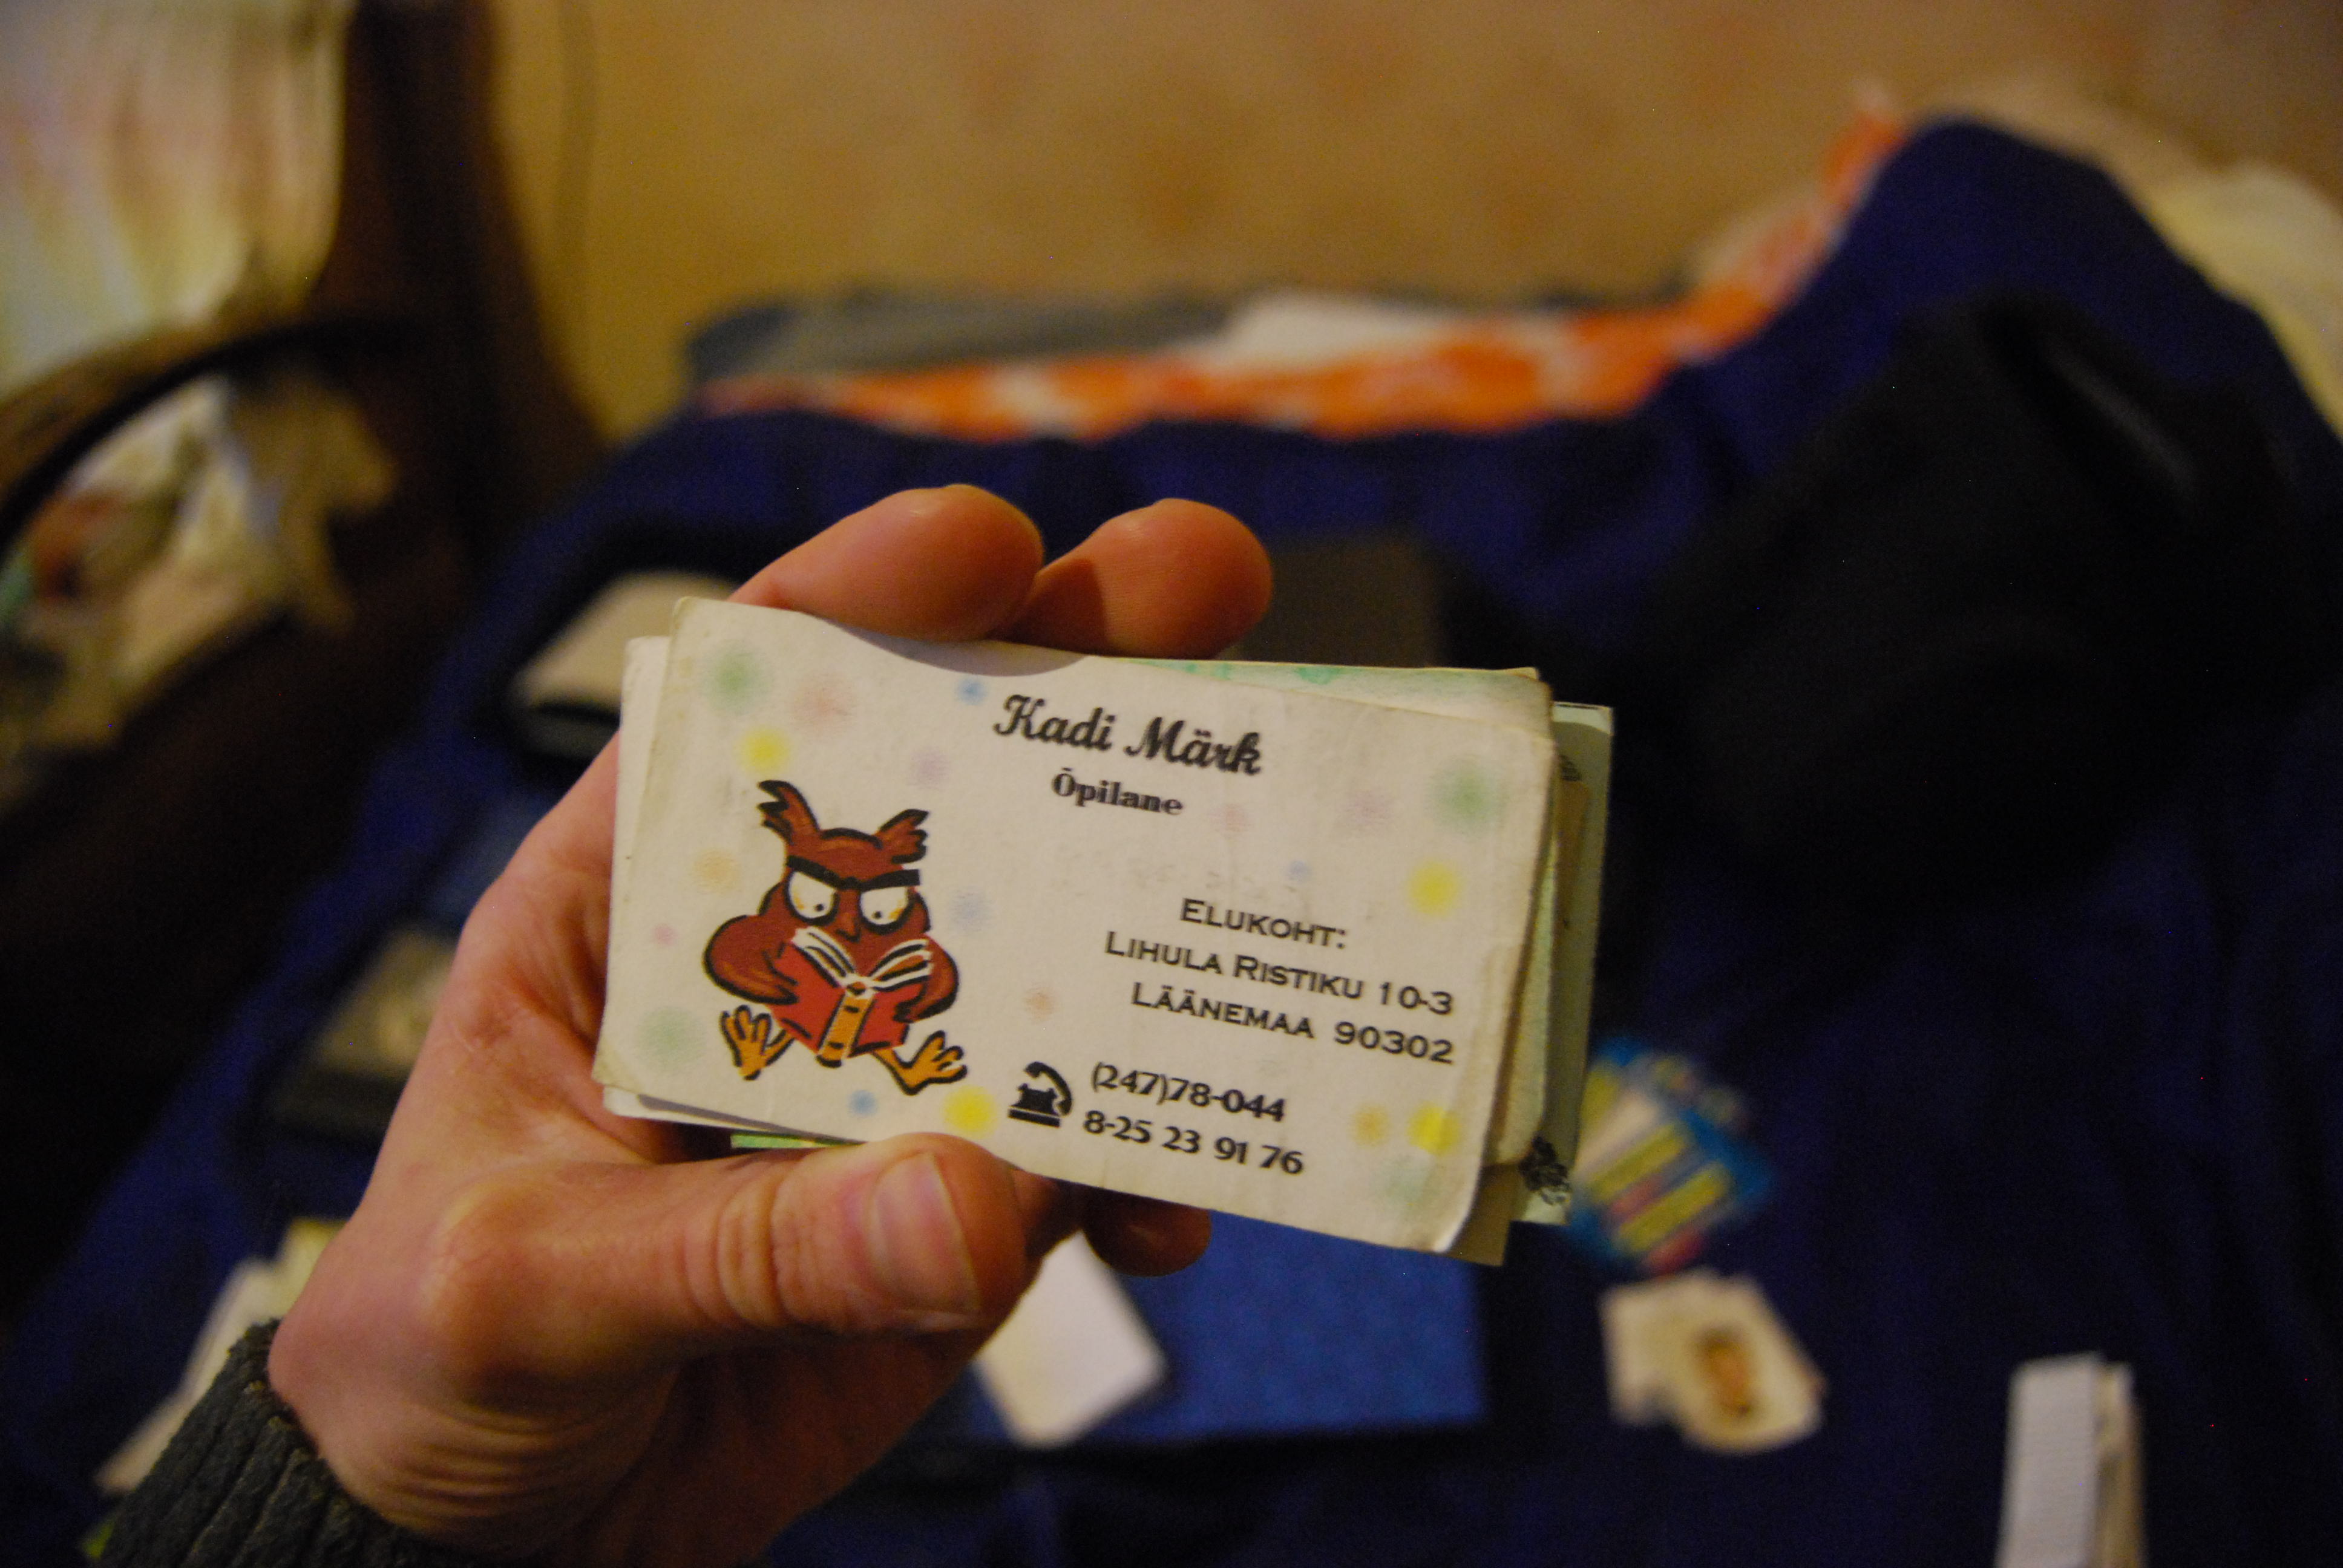 Kadi Märk
Õpilane
ELUKOHT:
LIHULA RISTIKU 10-3
LÄÄNEMAA 90302
(247)78-044
8-25 23 91 76